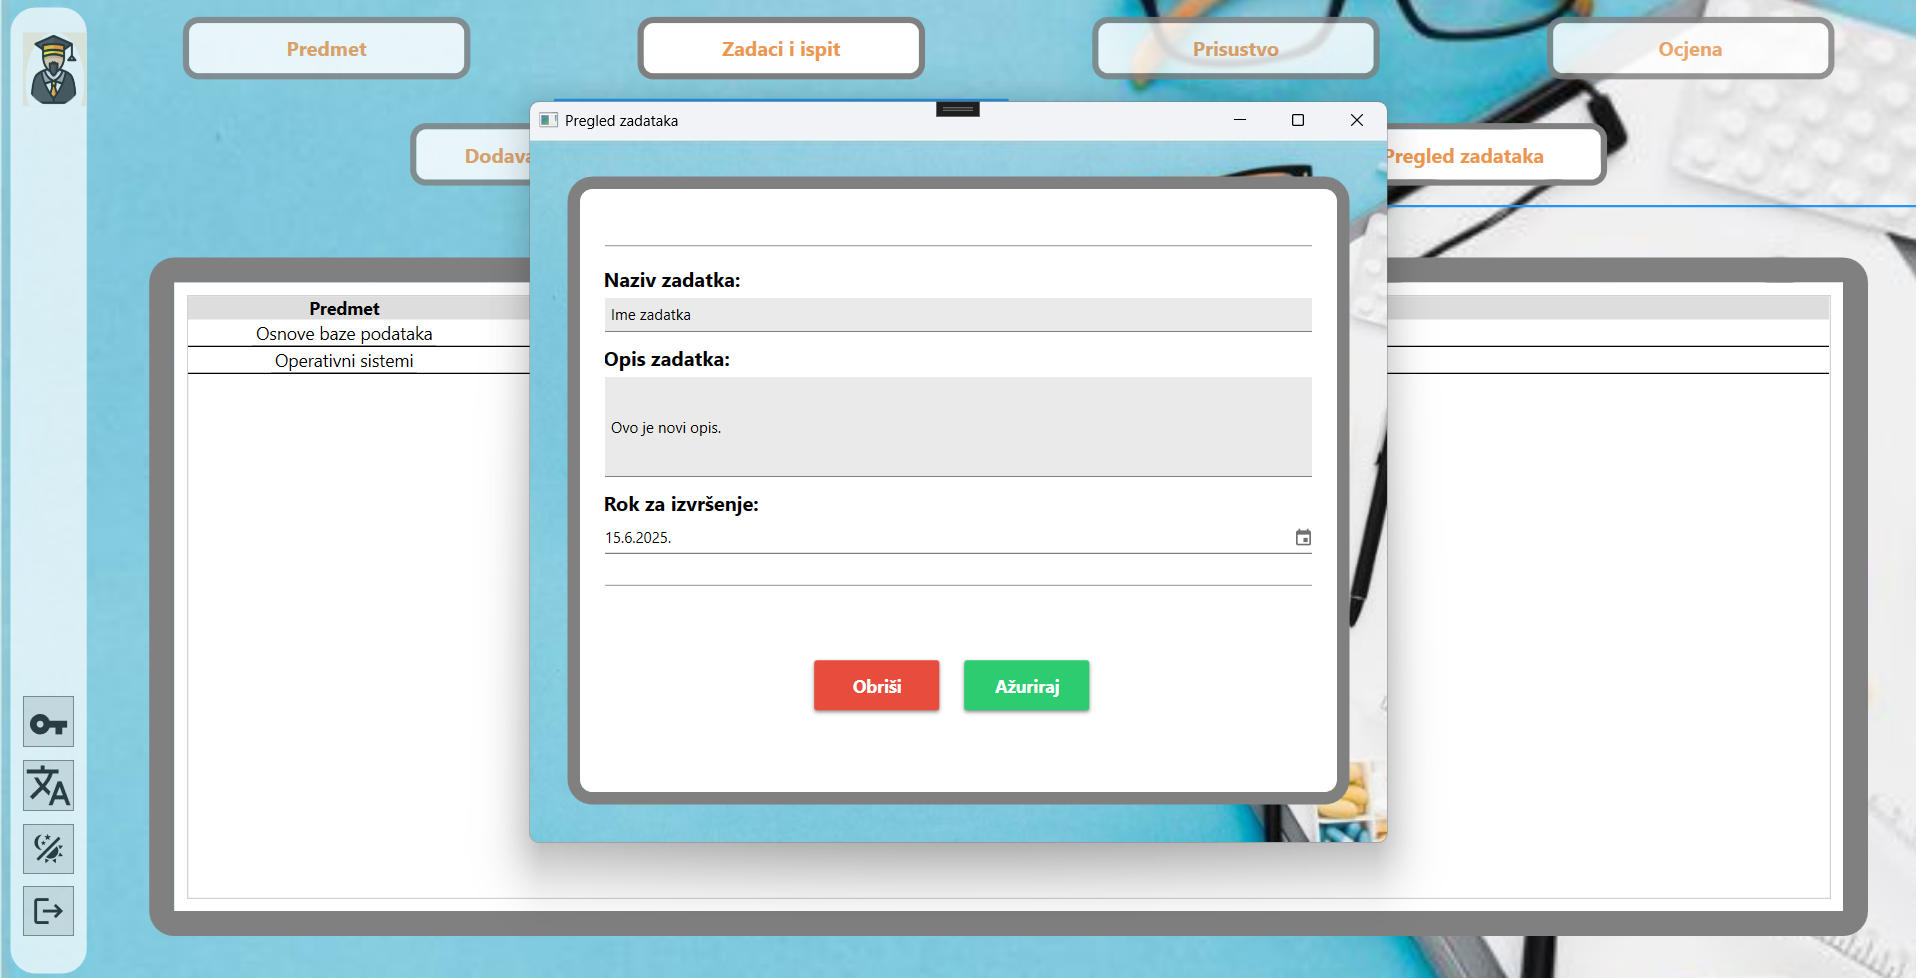 Predmet
Zadaci i ispit
Prisustvo
Ocjena
Pregled zadataka
Dodava
Pregled zadataka
Naziv zadatka:
Ime zadatka
Opis zadatka:
Ovo je novi opis.
Rok za izvršenje:
15.6.2025.
Obriši
Ažuriraj
Predmet
Osnove baze podataka
Operativni sistemi